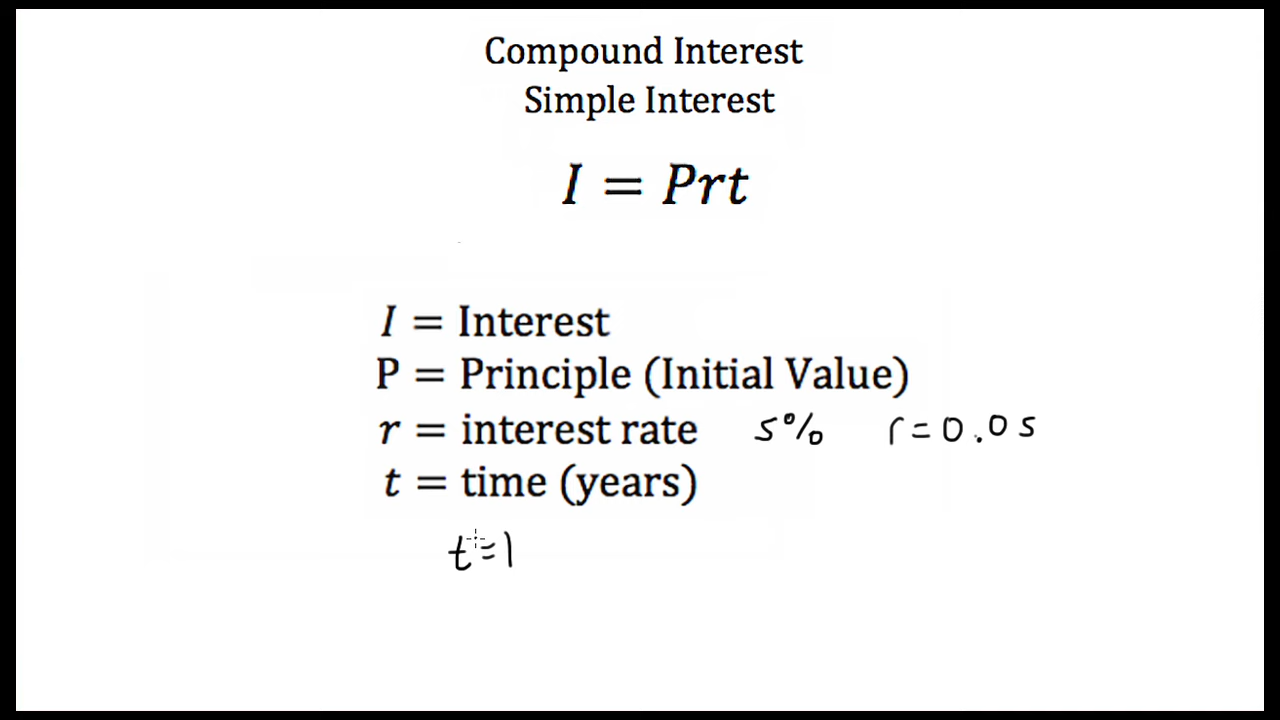 Compound Interest
Simple Interest
I = Prt
I = Interest
P = Principle (Initial Value)
r = interest rate 5% r=0.05
t = time (years)
t=1